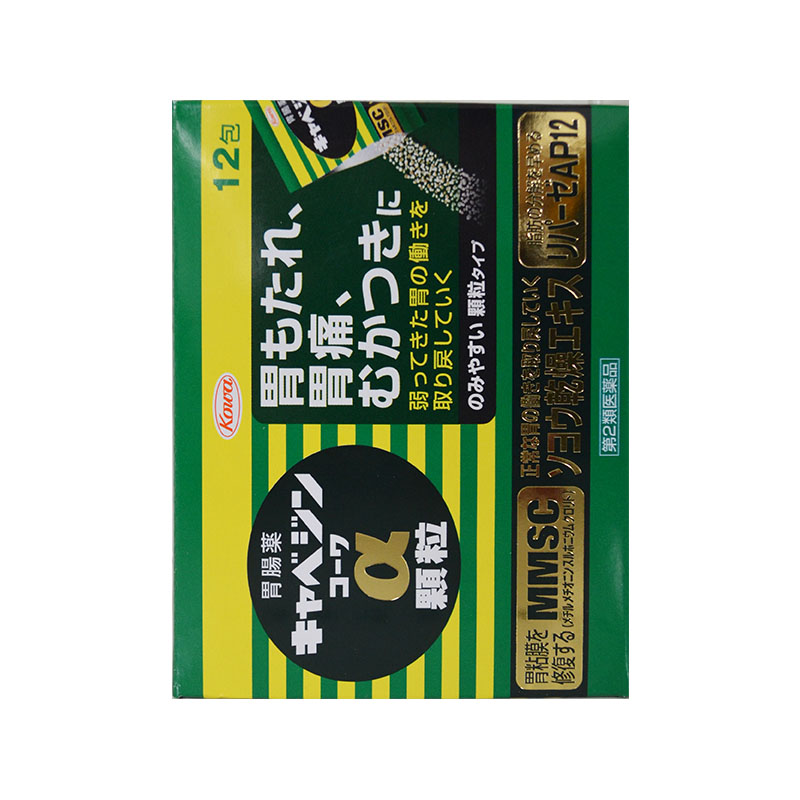 12包
Kowa
胃もたれ、
胃痛、
むかつきに
弱ってきた胃の働きを
取り戻していく
のみやすい 顆粒タイプ
胃腸薬
キャベジン
コーワ
α
顆粒
胃粘膜を
修復する
MMSC
(メチルメチオニンスルホニウムクロリド)
正常な胃の働きを取り戻していく
ソヨウ乾燥エキス
脂肪の分解を早める
リパーゼAP12
第2類医薬品